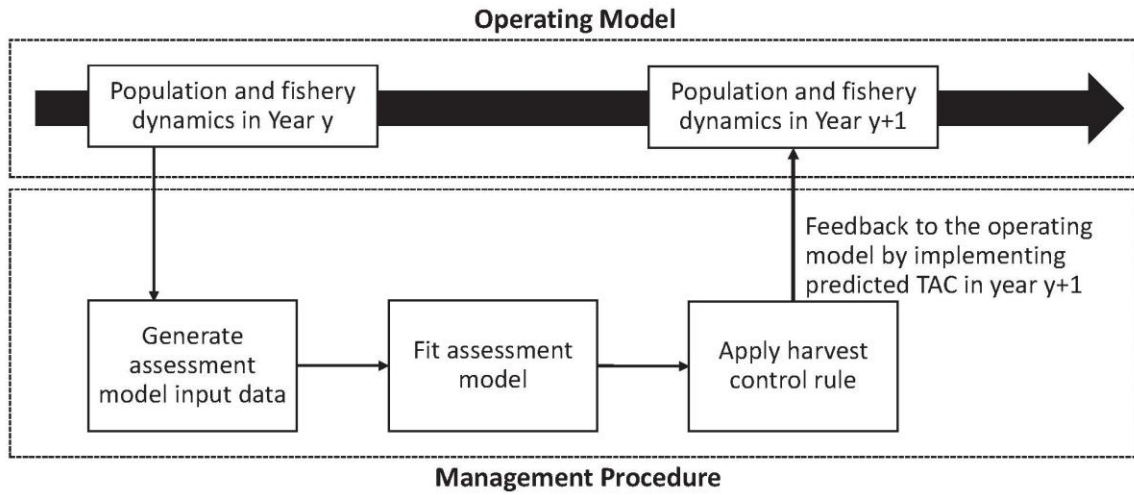 Operating Model
Population and fishery
dynamics in Year y
Population and fishery
dynamics in Year y+1
Feedback to the operating
model by implementing
predicted TAC in year y+1
Generate
assessment
model input data
Fit assessment
model
Apply harvest
control rule
Management Procedure